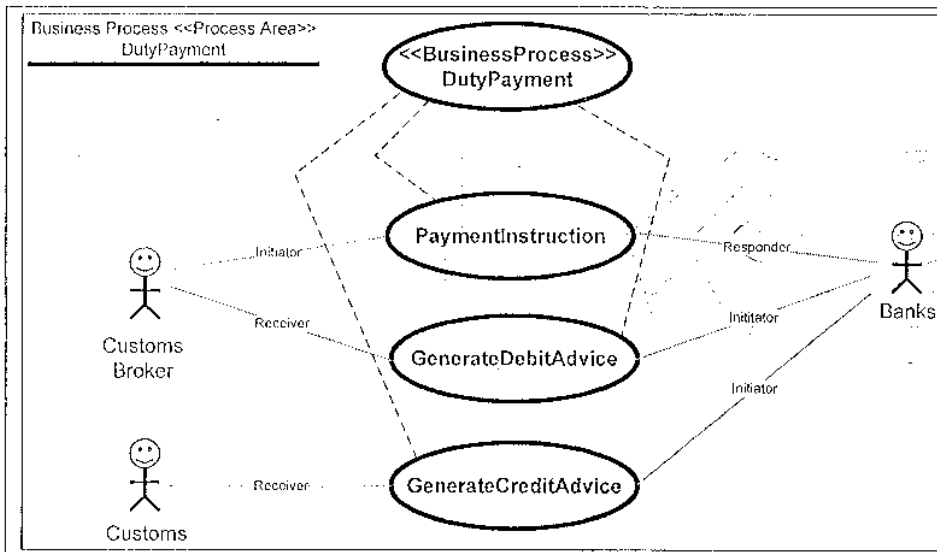 Business Process <<Process Area>>
DutyPayment
<<BusinessProcess>>
DutyPayment
PaymentInstruction
Initiator
Responder
Banks
Receiver
Inititator
Customs
Broker
GenerateDebitAdvice
Initiator
GenerateCreditAdvice
Receiver
Customs